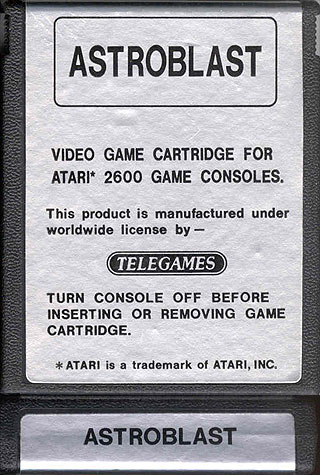 ASTROBLAST
VIDEO GAME CARTRIDGE FOR
ATARI* 2600 GAME CONSOLES.
This product is manufactured under
worldwide license by —
TELEGAMES
TURN CONSOLE OFF BEFORE
INSERTING OR REMOVING GAME
CARTRIDGE.
*ATARI is a trademark of ATARI, INC.
ASTROBLAST